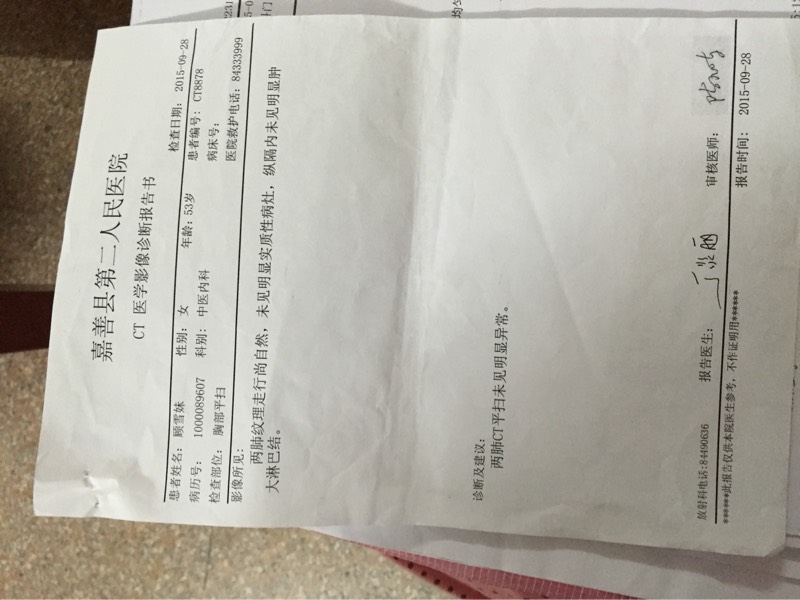 嘉善县第二人民医院
CT 医学影像诊断报告书
患者姓名：顾雪妹 性别：女 年龄：53岁 检查日期：2015-09-28
病历号：1000089607 科别：中医内科 患者编号：CT8878
检查部位：胸部平扫 病床号：
影像所见： 医院救护电话：84333999
两肺纹理走行尚自然，未见明显实质性病灶，纵隔内未见明显肿
大淋巴结。
诊断及建议：
两肺CT平扫未见明显异常。
放射科电话:84490636 报告医生： 审核医师：
*****此报告仅供本院医生参考，不作证明用***** 报告时间：2015-09-28